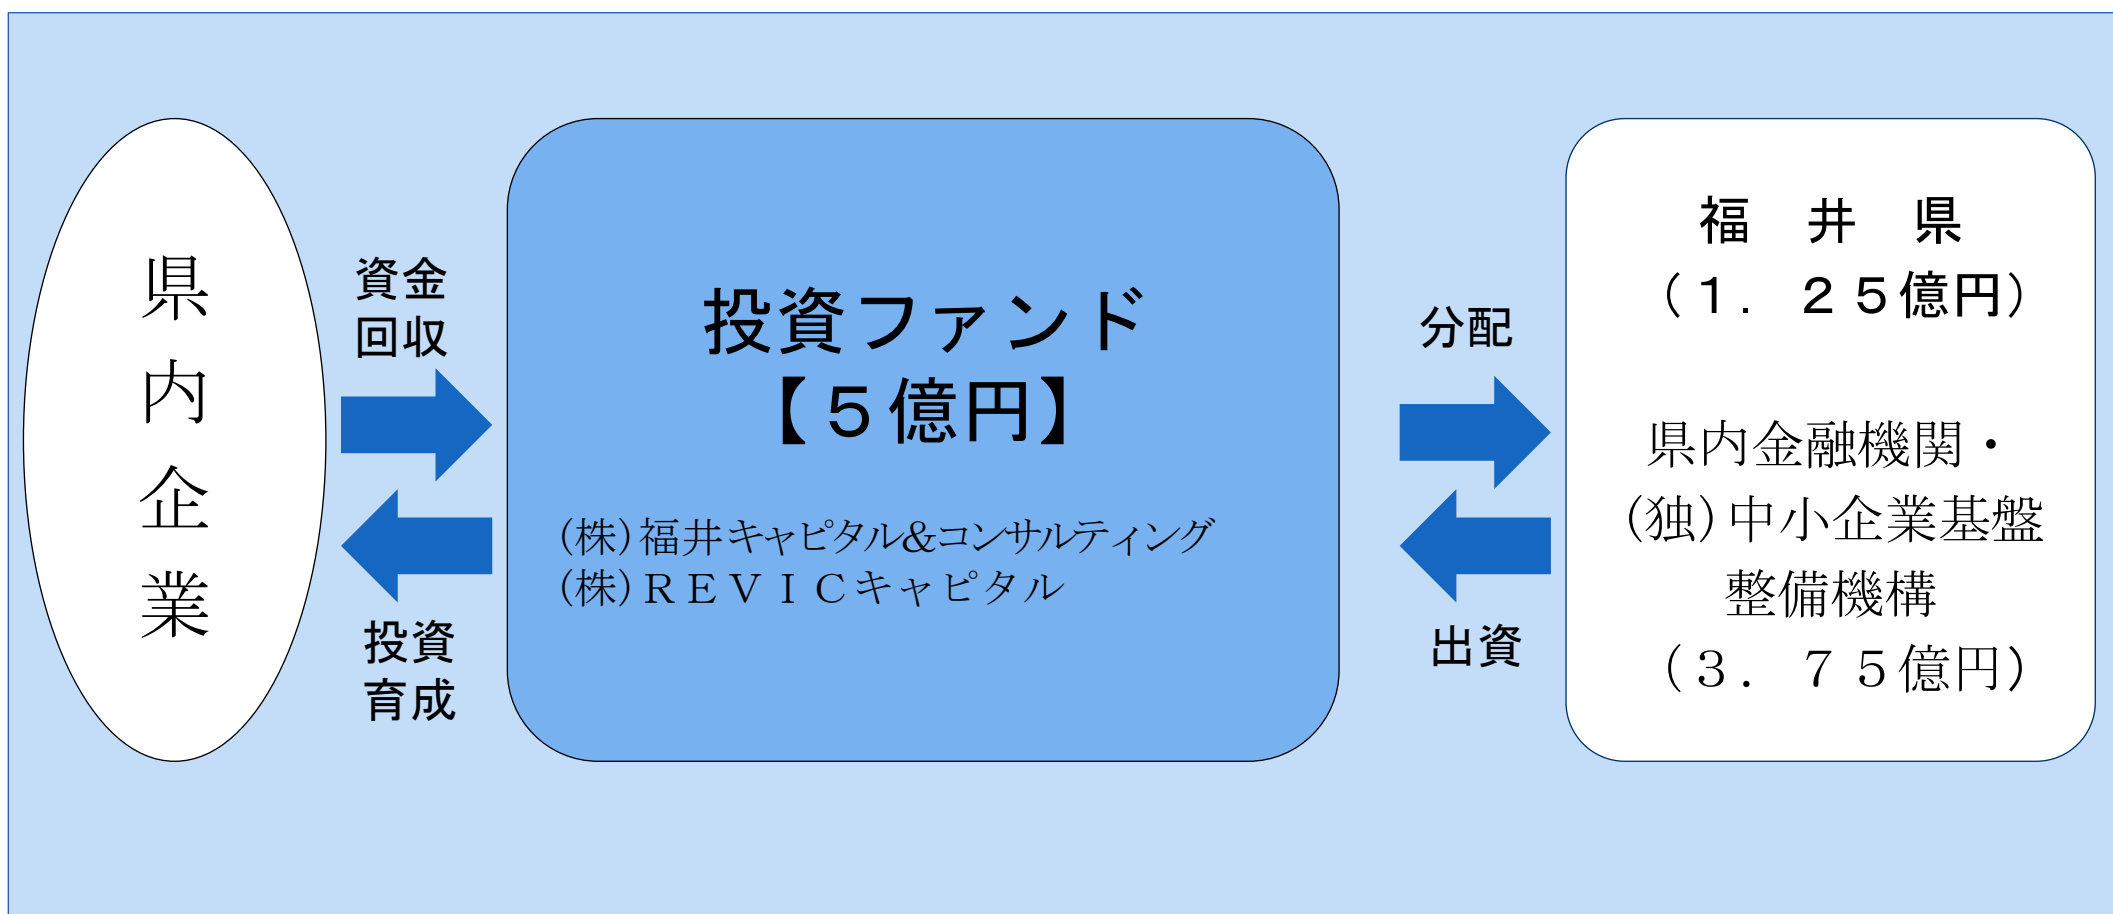 県
内
企
業
資金
回収
投資
育成
投資ファンド
【５億円】
(株)福井キャピタル&コンサルティング
(株)ＲＥＶＩＣキャピタル
分配
出資
福　井　県
（１．２５億円）
県内金融機関・
(独)中小企業基盤
整備機構
（３．７５億円）